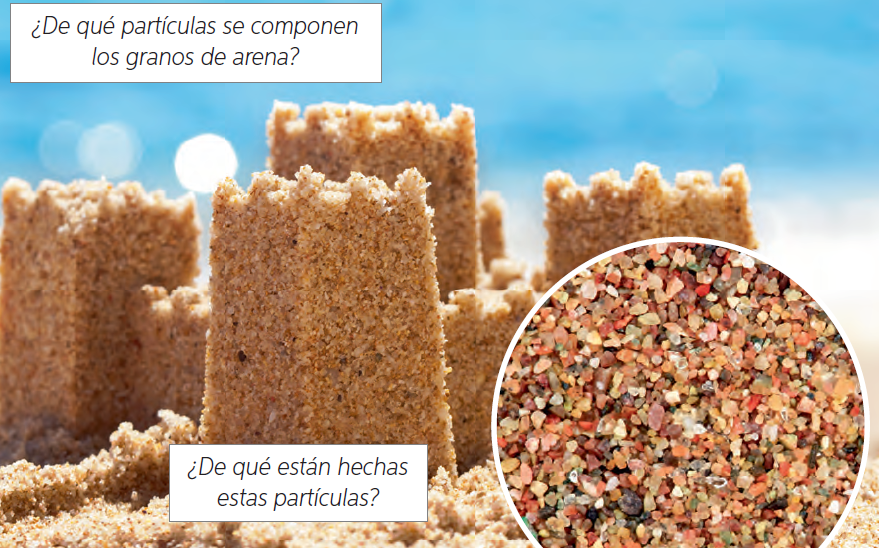 ¿De qué partículas se componen
los granos de arena?
¿De qué están hechas
estas partículas?